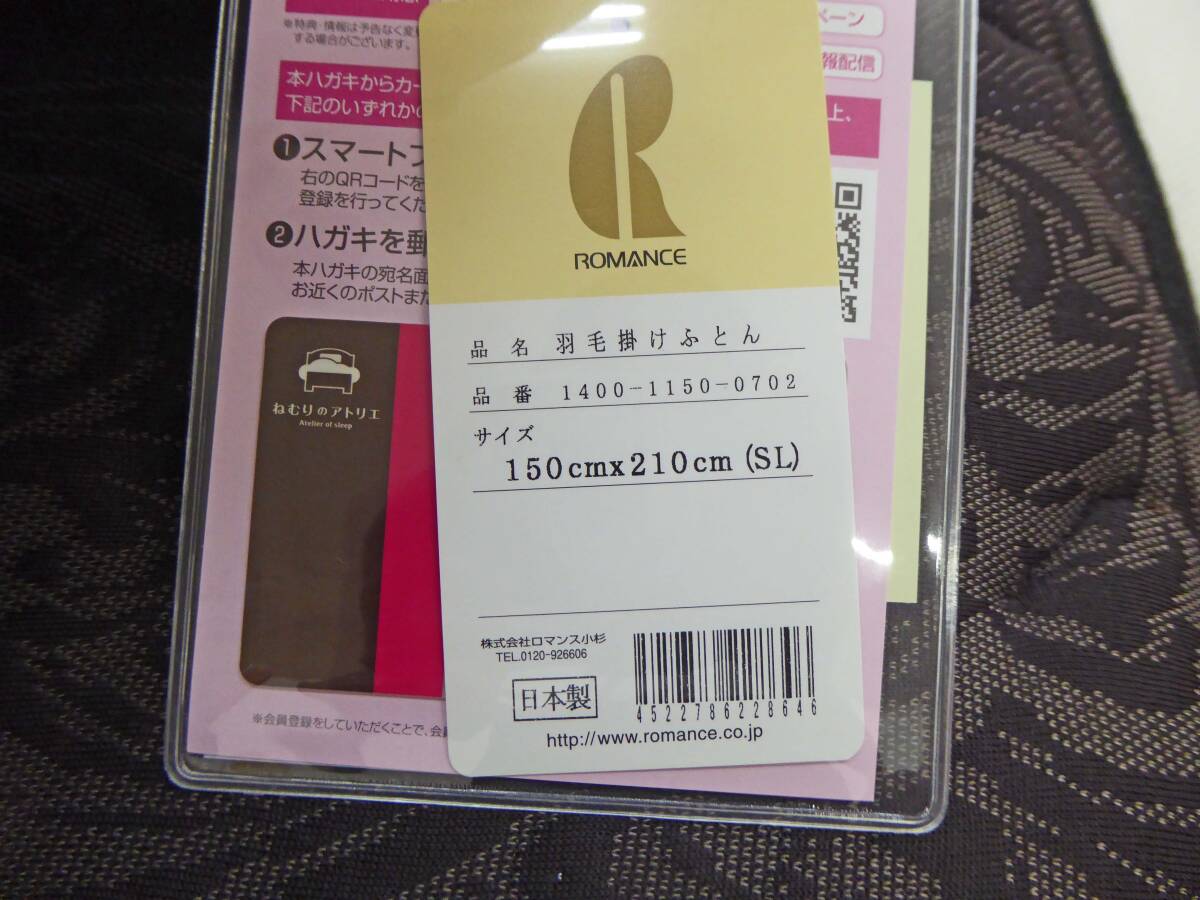 ※特典・情報は予告なく変
する場合がございます。
本ハガキからカー
下記のいずれかの
❶スマートフ
右のQRコードを
登録を行ってくだ
❷ハガキを郵
本ハガキの宛名面
お近くのポストまた
ねむりのアトリエ
Atelier of sleep
※会員登録をしていただくことで、会員
ペーン
報配信
上、
ROMANCE
品名 羽毛掛けふとん
品番 1400-1150-0702
サイズ
150cmx210cm(SL)
株式会社ロマンス小杉
TEL.0120-926606
日本製
4522786228646
http://www.romance.co.jp